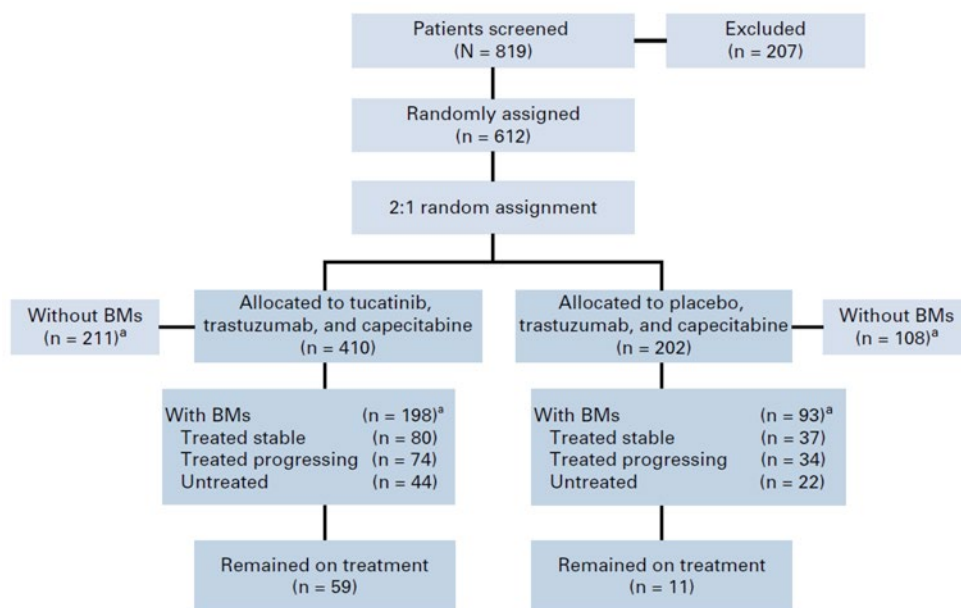 Patients screened
(N = 819)
Excluded
(n = 207)
Randomly assigned
(n = 612)
2:1 random assignment
Without BMs
(n = 211)a
Allocated to tucatinib,
trastuzumab, and capecitabine
(n = 410)
Allocated to placebo,
trastuzumab, and capecitabine
(n = 202)
Without BMs
(n = 108)a
With BMs (n = 198)a
Treated stable (n = 80)
Treated progressing (n = 74)
Untreated (n = 44)
With BMs (n = 93)a
Treated stable (n = 37)
Treated progressing (n = 34)
Untreated (n = 22)
Remained on treatment
(n = 59)
Remained on treatment
(n = 11)